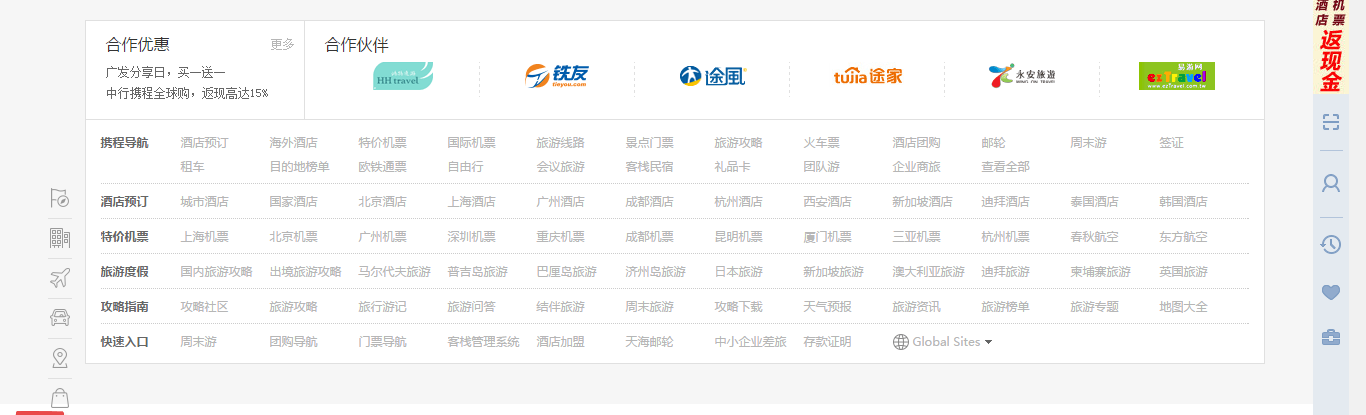 酒 机
店 票
返
现
金
合作优惠 更多
广发分享日，买一送一
中行携程全球购，返现高达15%
合作伙伴
HH travel
铁友
tieyou.com
途風
tujia途家
永安旅游
WING ON TRAVEL
易游网
ezTravel
www.ezTravel.com.tw
携程导航 酒店预订 海外酒店 特价机票 国际机票 旅游线路 景点门票 旅游攻略 火车票 酒店团购 邮轮 周末游 签证
租车 目的地榜单 欧铁通票 自由行 会议旅游 客栈民宿 礼品卡 团队游 企业商旅 查看全部
酒店预订 城市酒店 国家酒店 北京酒店 上海酒店 广州酒店 成都酒店 杭州酒店 西安酒店 新加坡酒店 迪拜酒店 泰国酒店 韩国酒店
特价机票 上海机票 北京机票 广州机票 深圳机票 重庆机票 成都机票 昆明机票 厦门机票 三亚机票 杭州机票 春秋航空 东方航空
旅游度假 国内旅游攻略 出境旅游攻略 马尔代夫旅游 普吉岛旅游 巴厘岛旅游 济州岛旅游 日本旅游 新加坡旅游 澳大利亚旅游 迪拜旅游 柬埔寨旅游 英国旅游
攻略指南 攻略社区 旅游攻略 旅行游记 旅游问答 结伴旅游 周末旅游 攻略下载 天气预报 旅游资讯 旅游榜单 旅游专题 地图大全
快速入口 周末游 团购导航 门票导航 客栈管理系统 酒店加盟 天海邮轮 中小企业差旅 存款证明 Global Sites